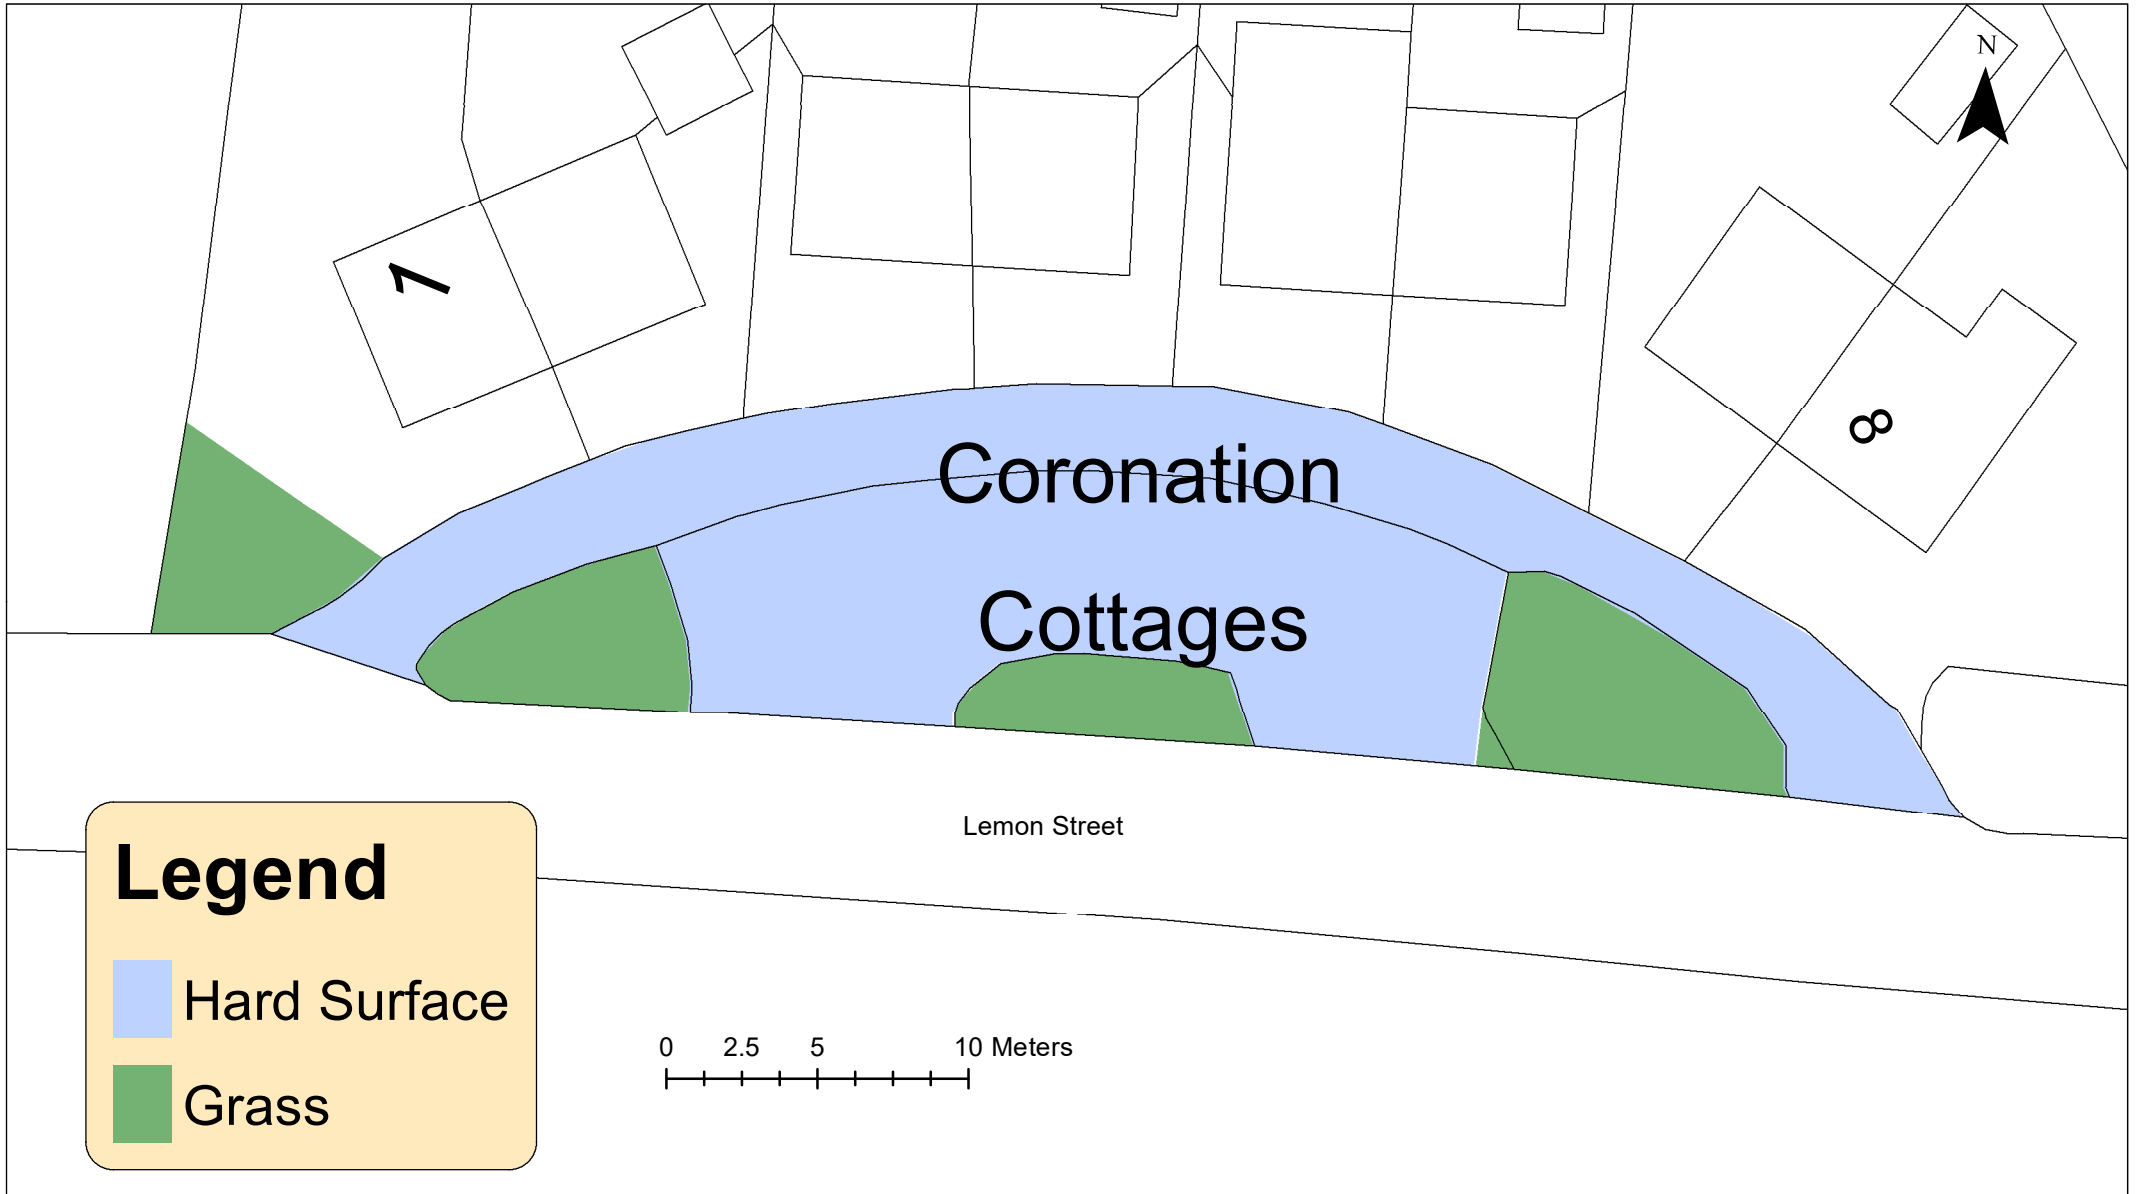 N
1
8
Coronation
Cottages
Lemon Street
Legend
Hard Surface
Grass
0 2.5 5 10 Meters